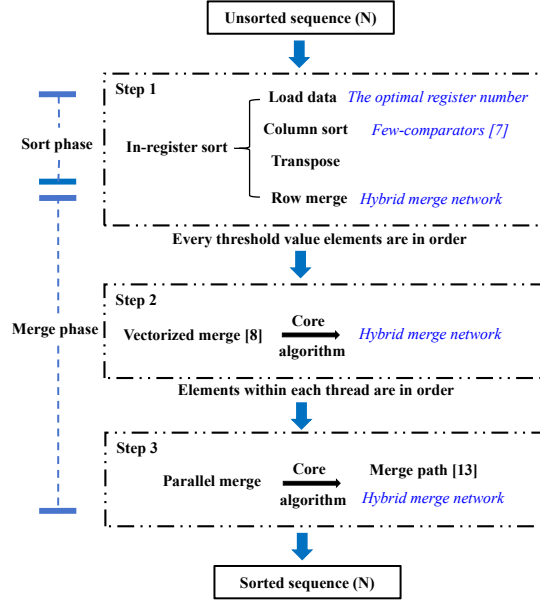 Unsorted sequence (N)
Step 1
Load data The optimal register number
Column sort Few-comparators [7]
Sort phase
In-register sort
Transpose
Row merge Hybrid merge network
Every threshold value elements are in order
Step 2
Merge phase
Vectorized merge [8] Core algorithm Hybrid merge network
Elements within each thread are in order
Step 3
Parallel merge Core algorithm Merge path [13]
Hybrid merge network
Sorted sequence (N)